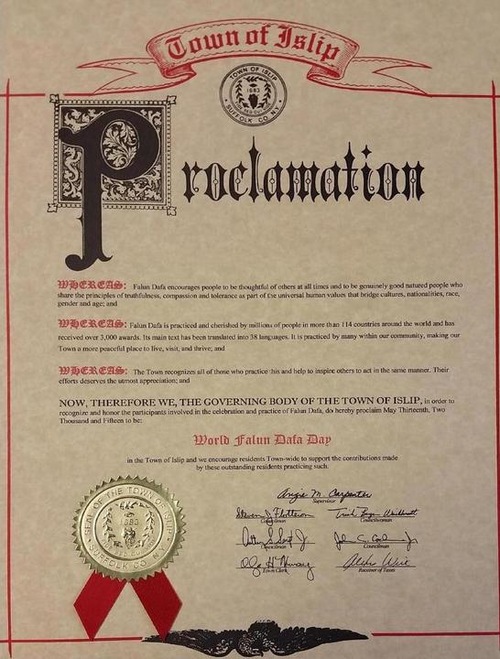 Town of Islip
TOWN OF ISLIP
1683
SUFFOLK CO. N.Y.
Proclamation
WHEREAS: Falun Dafa encourages people to be thoughtful of others at all times and to be genuinely good natured people who
share the principles of truthfulness, compassion and tolerance as part of the universal human values that bridge cultures, nationalities, race,
gender and age; and
WHEREAS: Falun Dafa is practiced and cherished by millions of people in more than 114 countries around the world and has
received over 3,000 awards. Its main text has been translated into 38 languages. It is practiced by many within our community, making our
Town a more peaceful place to live, visit, and thrive; and
WHEREAS: The Town recognizes all of those who practice this and help to inspire others to act in the same manner. Their
efforts deserves the utmost appreciation; and
NOW, THEREFORE WE, THE GOVERNING BODY OF THE TOWN OF ISLIP, in order to
recognize and honor the participants involved in the celebration and practice of Falun Dafa, do hereby proclaim May Thirteenth, Two
Thousand and Fifteen to be:
World Falun Dafa Day
in the Town of Islip and we encourage residents Town-wide to support the contributions made
by these outstanding residents practicing such.
Angie M. Carpenter
Supervisor
Councilman
Councilwoman
Councilman
Councilman
Town Clerk
Receiver of Taxes
SEAL OF THE TOWN OF ISLIP
1683
SUFFOLK CO. N.Y.